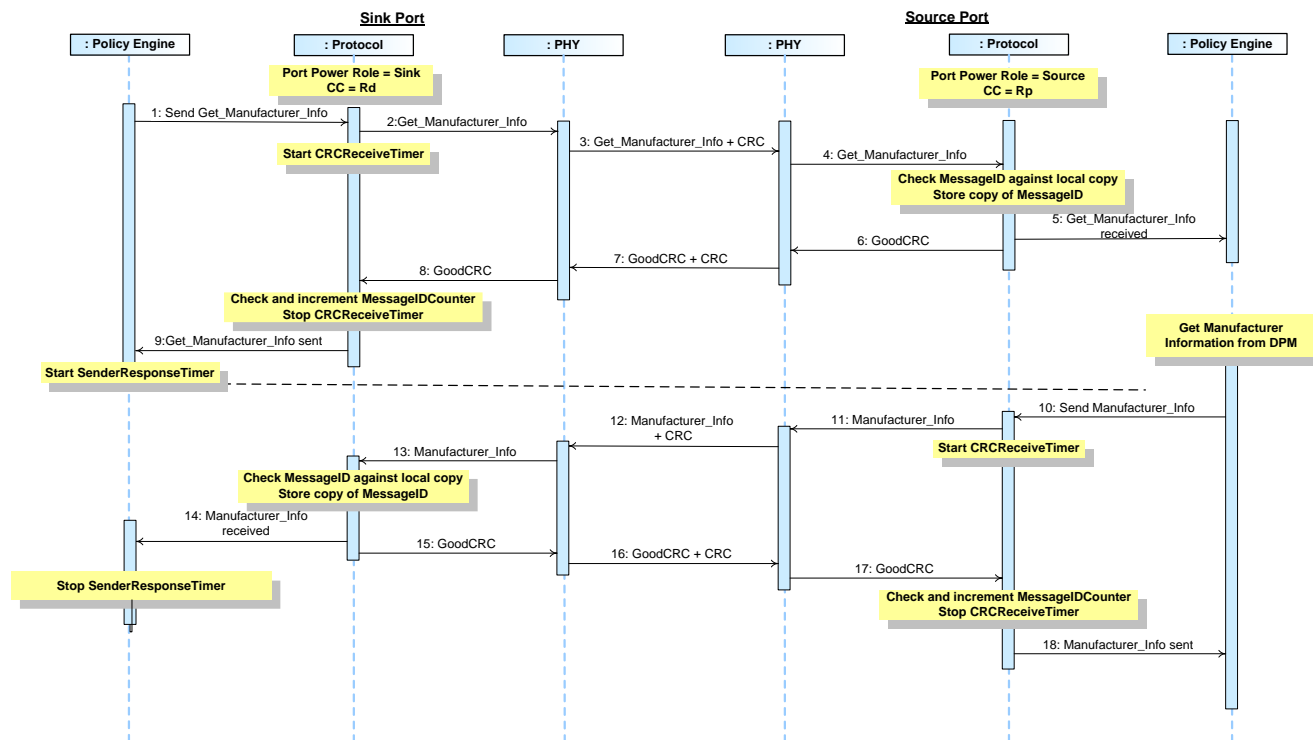 Sink Port
Source Port
: Policy Engine
: Protocol
: PHY
: PHY
: Protocol
: Policy Engine
Port Power Role = Sink
CC = Rd
Port Power Role = Source
CC = Rp
1: Send Get_Manufacturer_Info
2:Get_Manufacturer_Info
Start CRCReceiveTimer
3: Get_Manufacturer_Info + CRC
4: Get_Manufacturer_Info
Check MessageID against local copy
Store copy of MessageID
5: Get_Manufacturer_Info
received
6: GoodCRC
7: GoodCRC + CRC
8: GoodCRC
Check and increment MessageIDCounter
Stop CRCReceiveTimer
9:Get_Manufacturer_Info sent
Start SenderResponseTimer
Get Manufacturer
Information from DPM
10: Send Manufacturer_Info
11: Manufacturer_Info
Start CRCReceiveTimer
12: Manufacturer_Info
+ CRC
13: Manufacturer_Info
Check MessageID against local copy
Store copy of MessageID
14: Manufacturer_Info
received
15: GoodCRC
16: GoodCRC + CRC
17: GoodCRC
Stop SenderResponseTimer
Check and increment MessageIDCounter
Stop CRCReceiveTimer
18: Manufacturer_Info sent